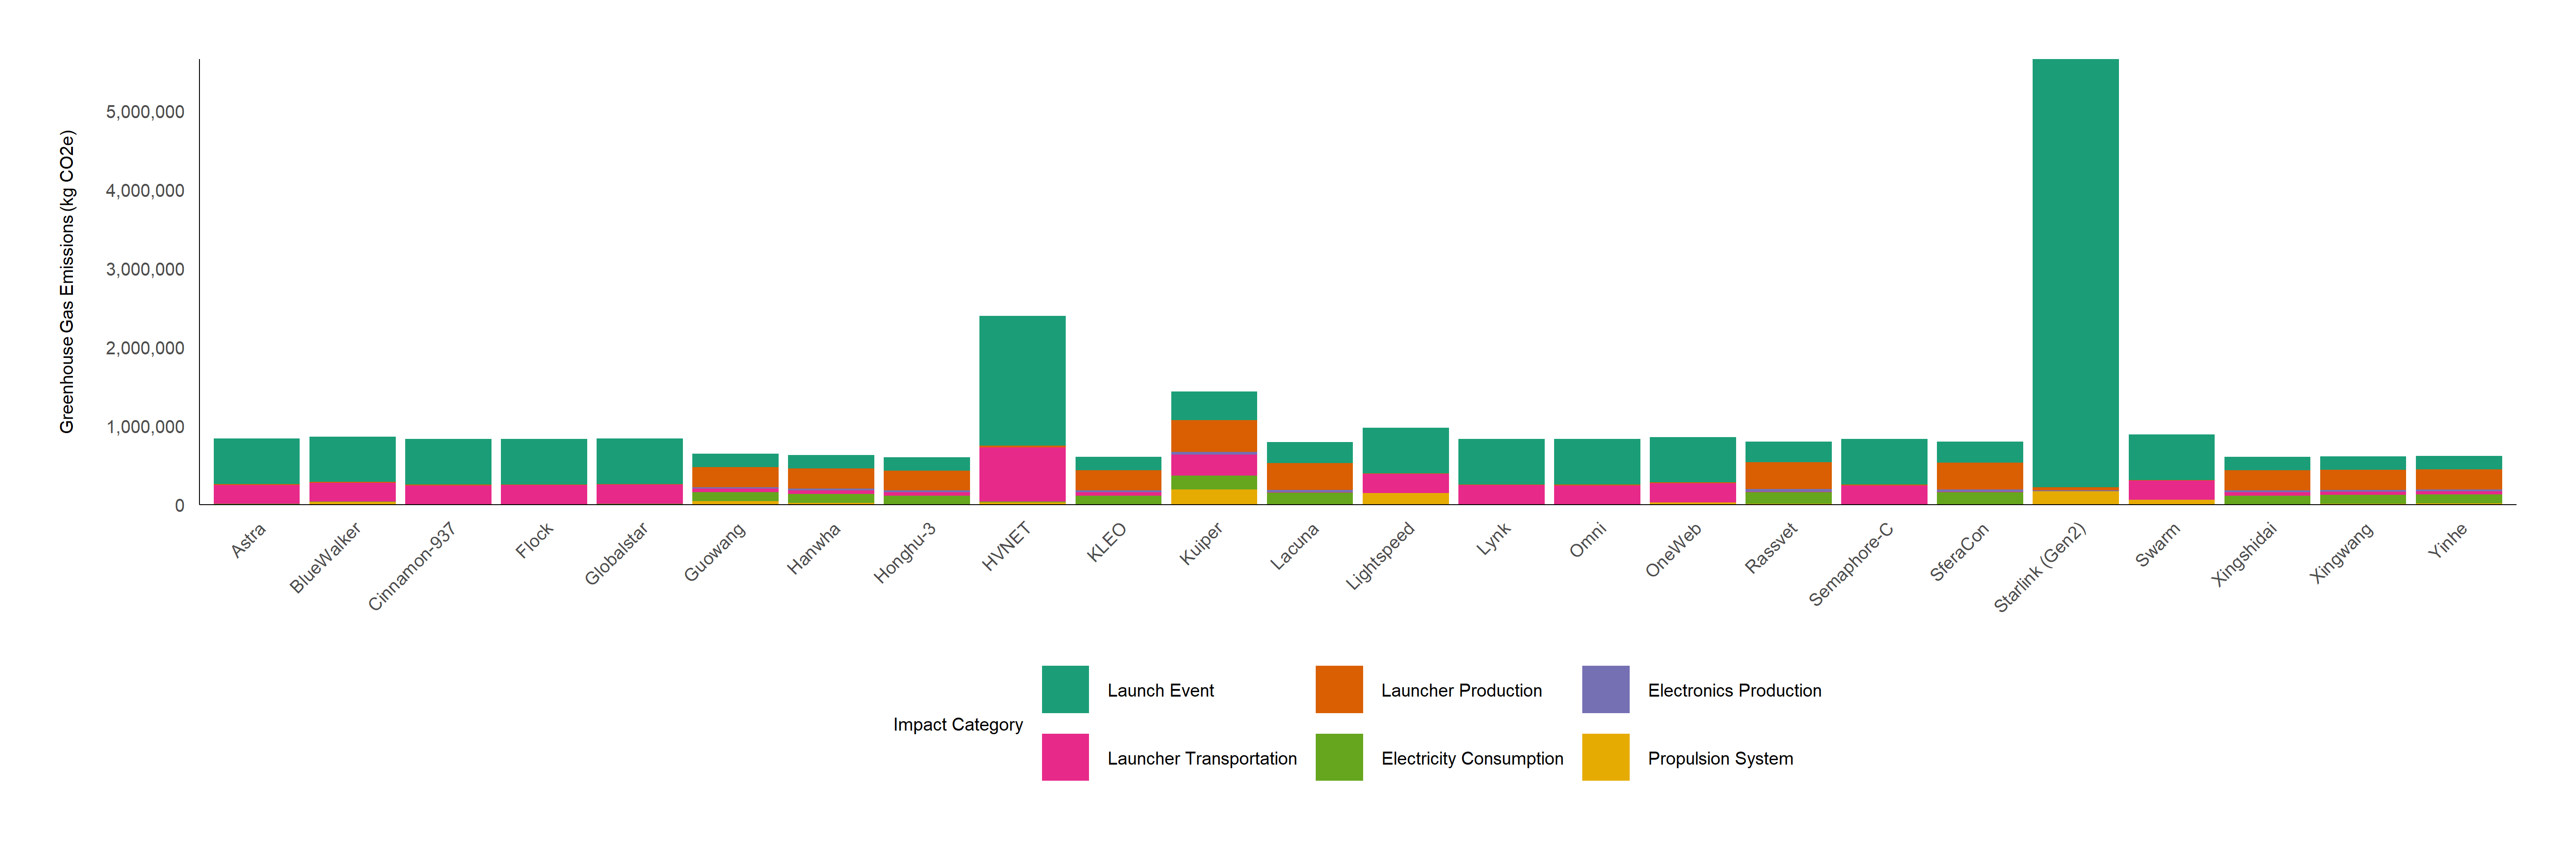 Greenhouse Gas Emissions (kg CO2e)
5,000,000
4,000,000
3,000,000
2,000,000
1,000,000
0
Astra
BlueWalker
Cinnamon-937
Flock
Globalstar
Guowang
Hanwha
Honghu-3
HVNET
KLEO
Kuiper
Lacuna
Lightspeed
Lynk
Omni
OneWeb
Rassvet
Semaphore-C
SferaCon
Starlink (Gen2)
Swarm
Xingshidai
Xingwang
Yinhe
Impact Category
Launch Event
Launcher Production
Electronics Production
Launcher Transportation
Electricity Consumption
Propulsion System